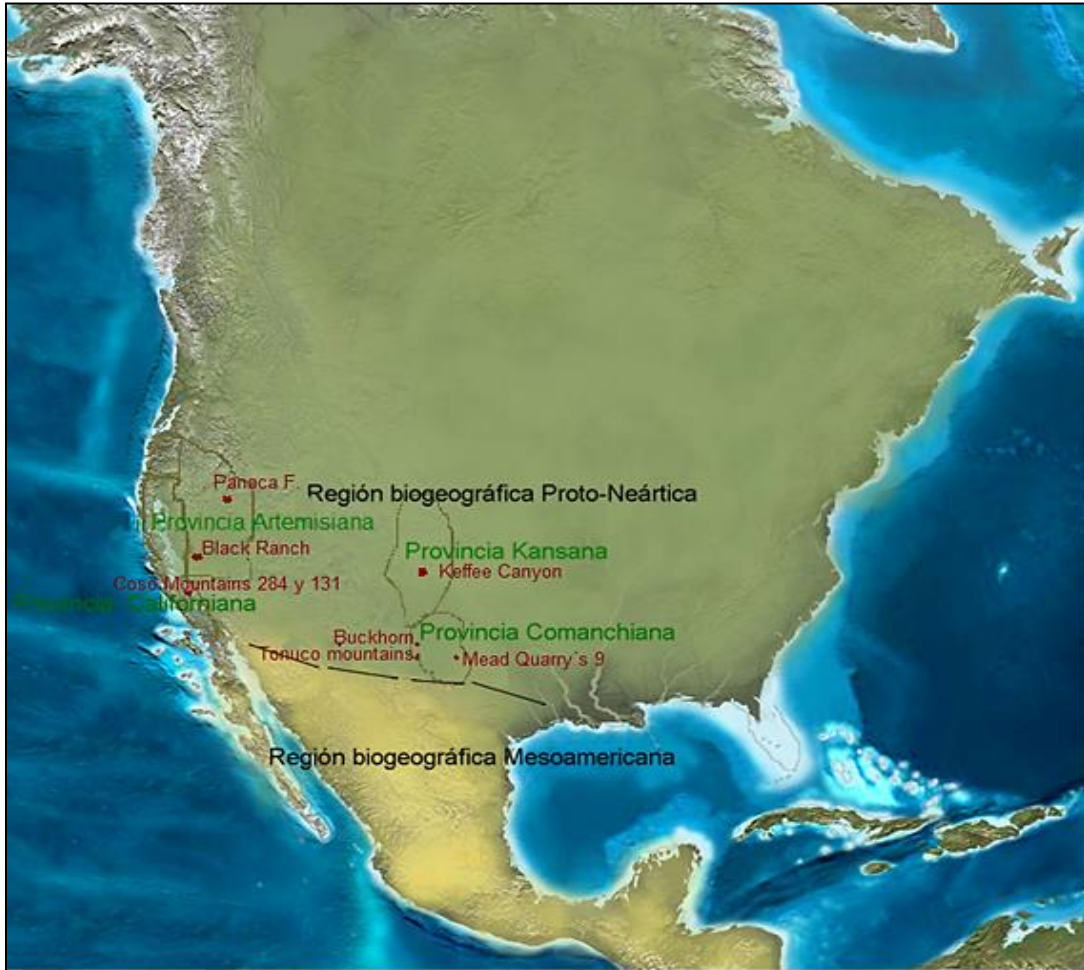 Panaca F.
Región biogeográfica Proto-Neártica
Provincia Artemisiana
Provincia Kansana
Black Ranch
Keffee Canyon
Coso Mountains 284 y 131
Provincia Californiana
Buckhorn
Provincia Comanchiana
Tonuco mountains
Mead Quarry´s 9
Región biogeográfica Mesoamericana